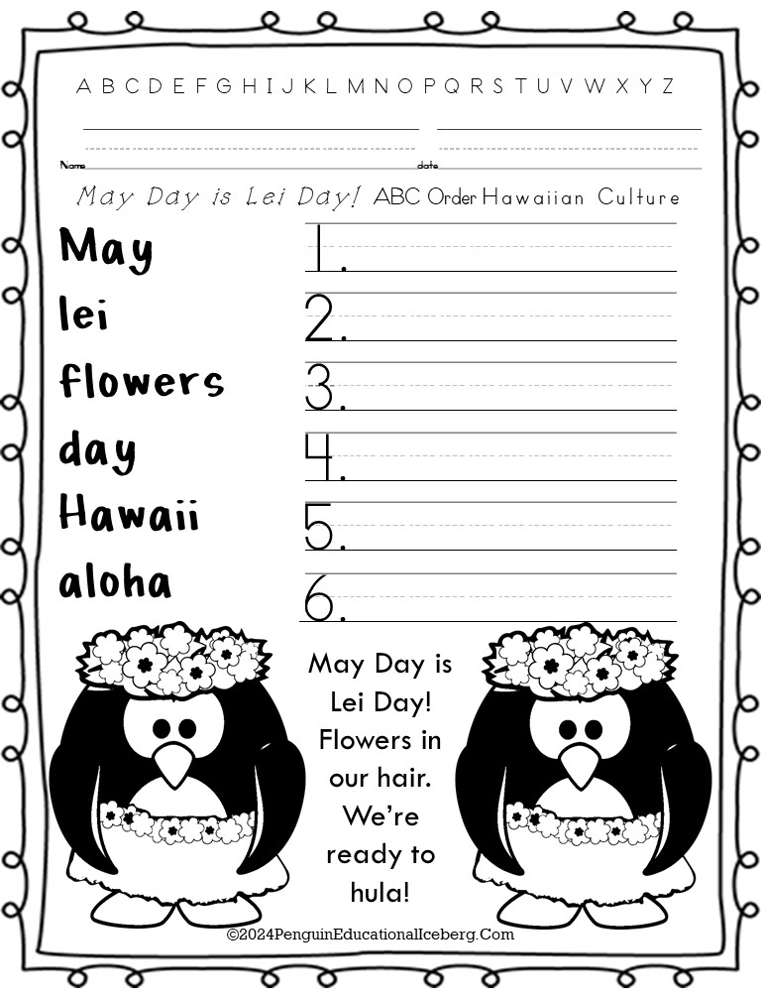 A B C D E F G H I J K L M N O P Q R S T U V W X Y Z
Name date
May Day is Lei Day! ABC Order Hawaiian Culture
May 1.
lei 2.
flowers 3.
day 4.
Hawaii 5.
aloha 6.
May Day is
Lei Day!
Flowers in
our hair.
We're
ready to
hula!
©2024PenguinEducationalIceberg.Com